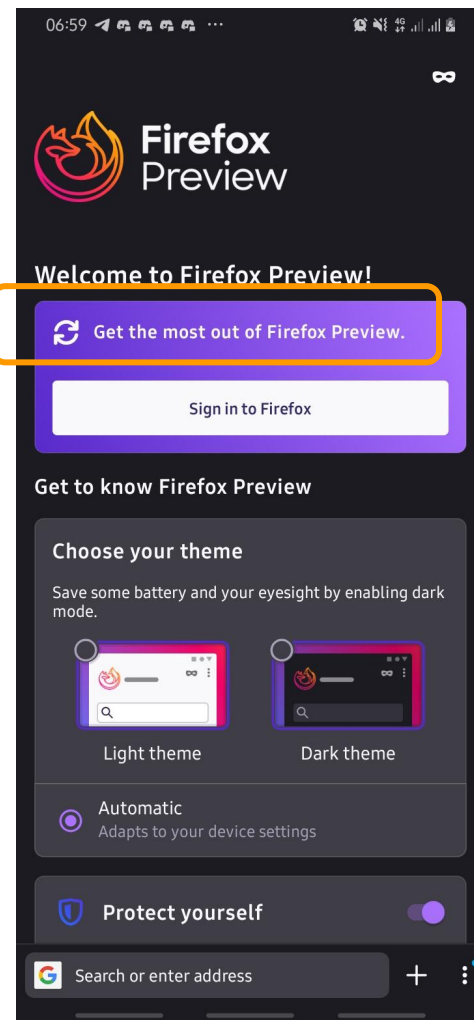 06:59
4G
Firefox
Preview
Welcome to Firefox Preview!
Get the most out of Firefox Preview.
Sign in to Firefox
Get to know Firefox Preview
Choose your theme
Save some battery and your eyesight by enabling dark
mode.
Light theme
Dark theme
Automatic
Adapts to your device settings
Protect yourself
G
Search or enter address